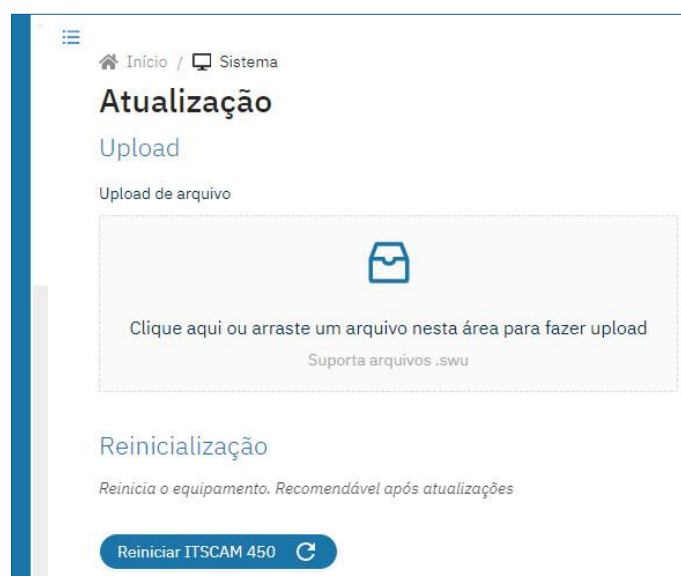 Início / Sistema
Atualização
Upload
Upload de arquivo
Clique aqui ou arraste um arquivo nesta área para fazer upload
Suporta arquivos .swu
Reinicialização
Reinicia o equipamento. Recomendável após atualizações
Reiniciar ITSCAM 450